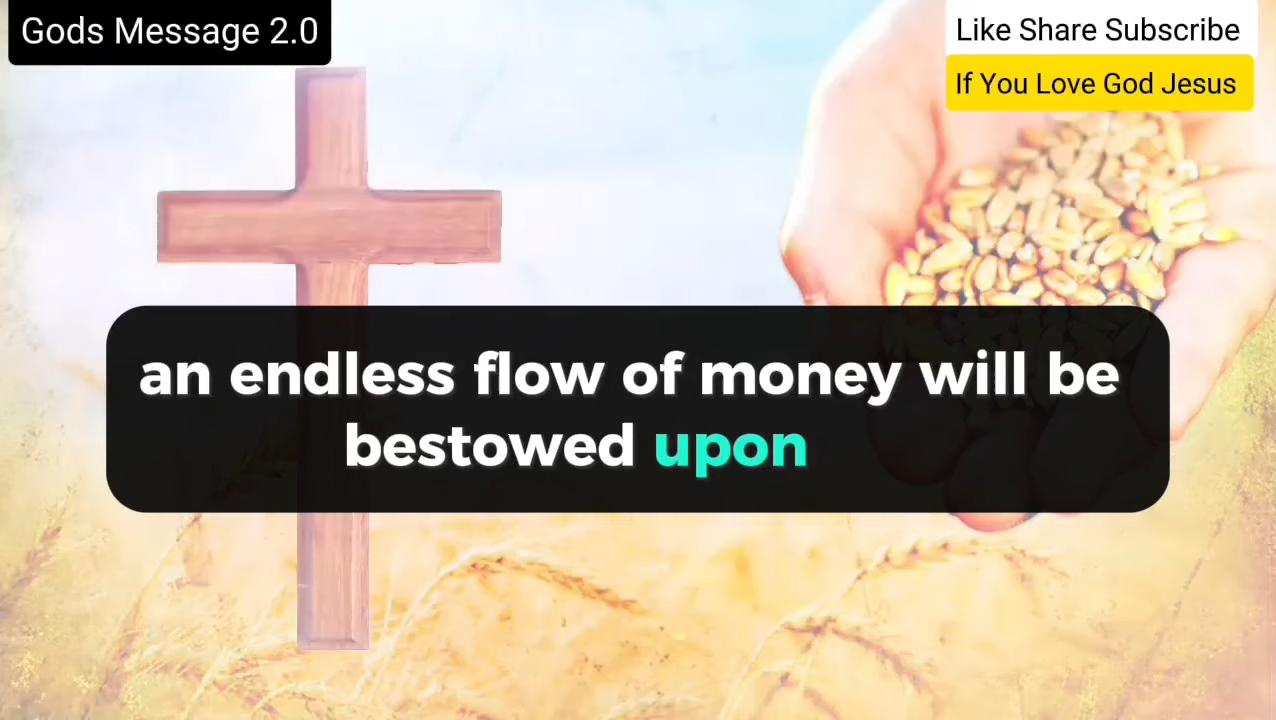 Gods Message 2.0
Like Share Subscribe
If You Love God Jesus
an endless flow of money will be
bestowed upon